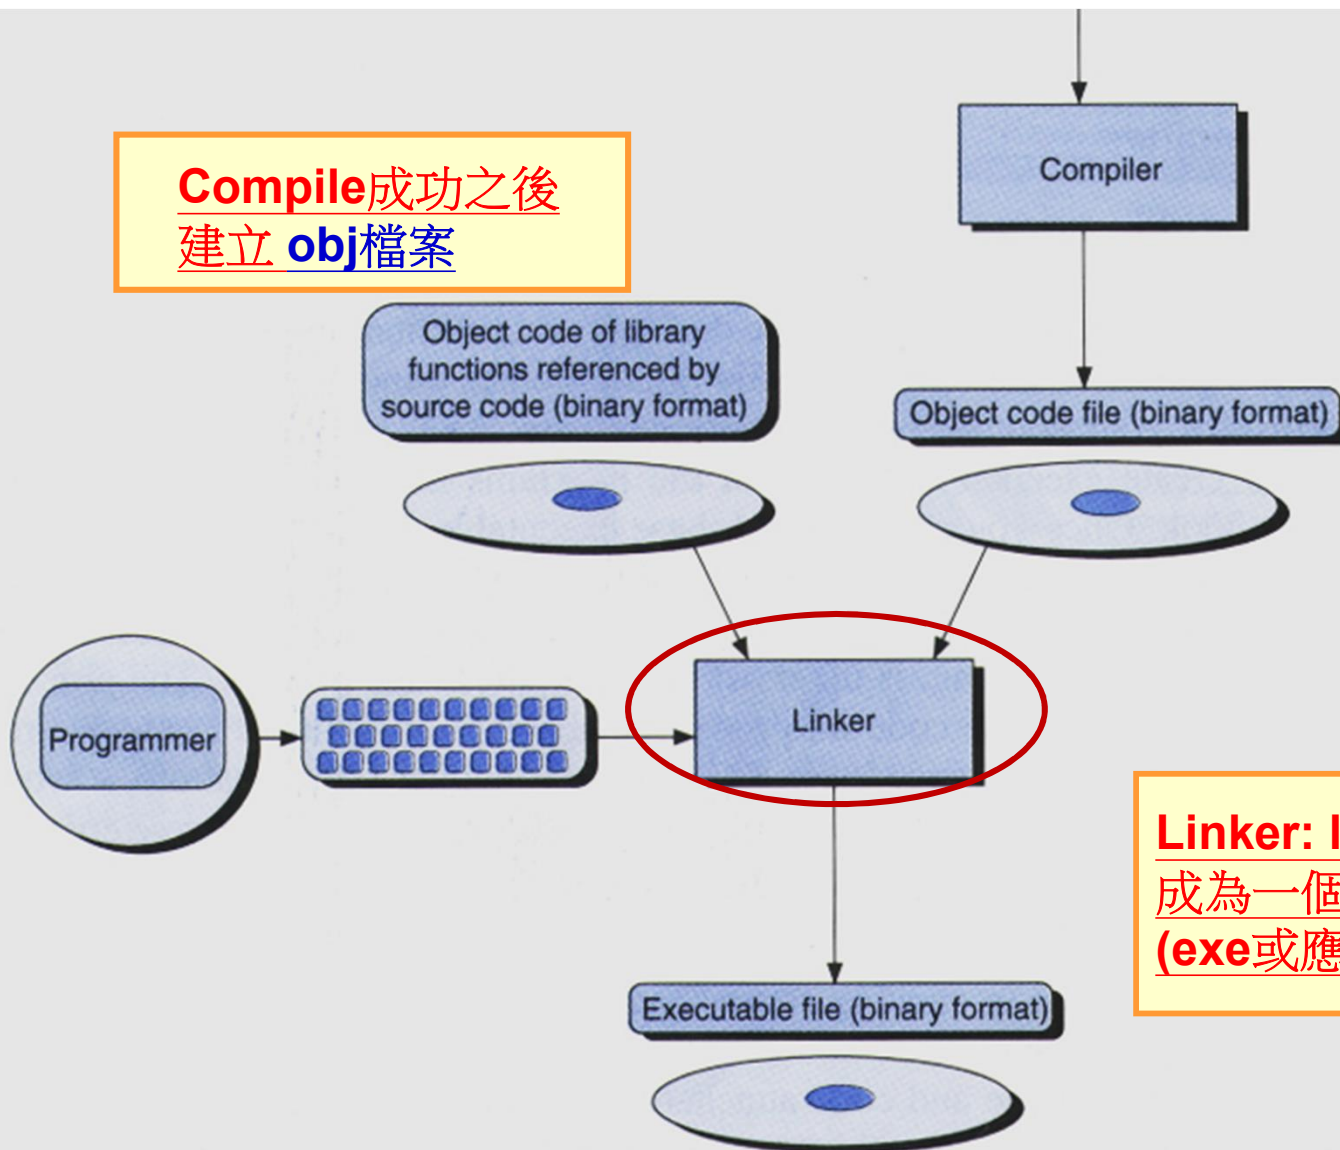 Compiler
Compile成功之後
建立 obj檔案
Object code of library
functions referenced by
source code (binary format)
Object code file (binary format)
Programmer
Linker
Linker:
成為一個
(exe或應
Executable file (binary format)